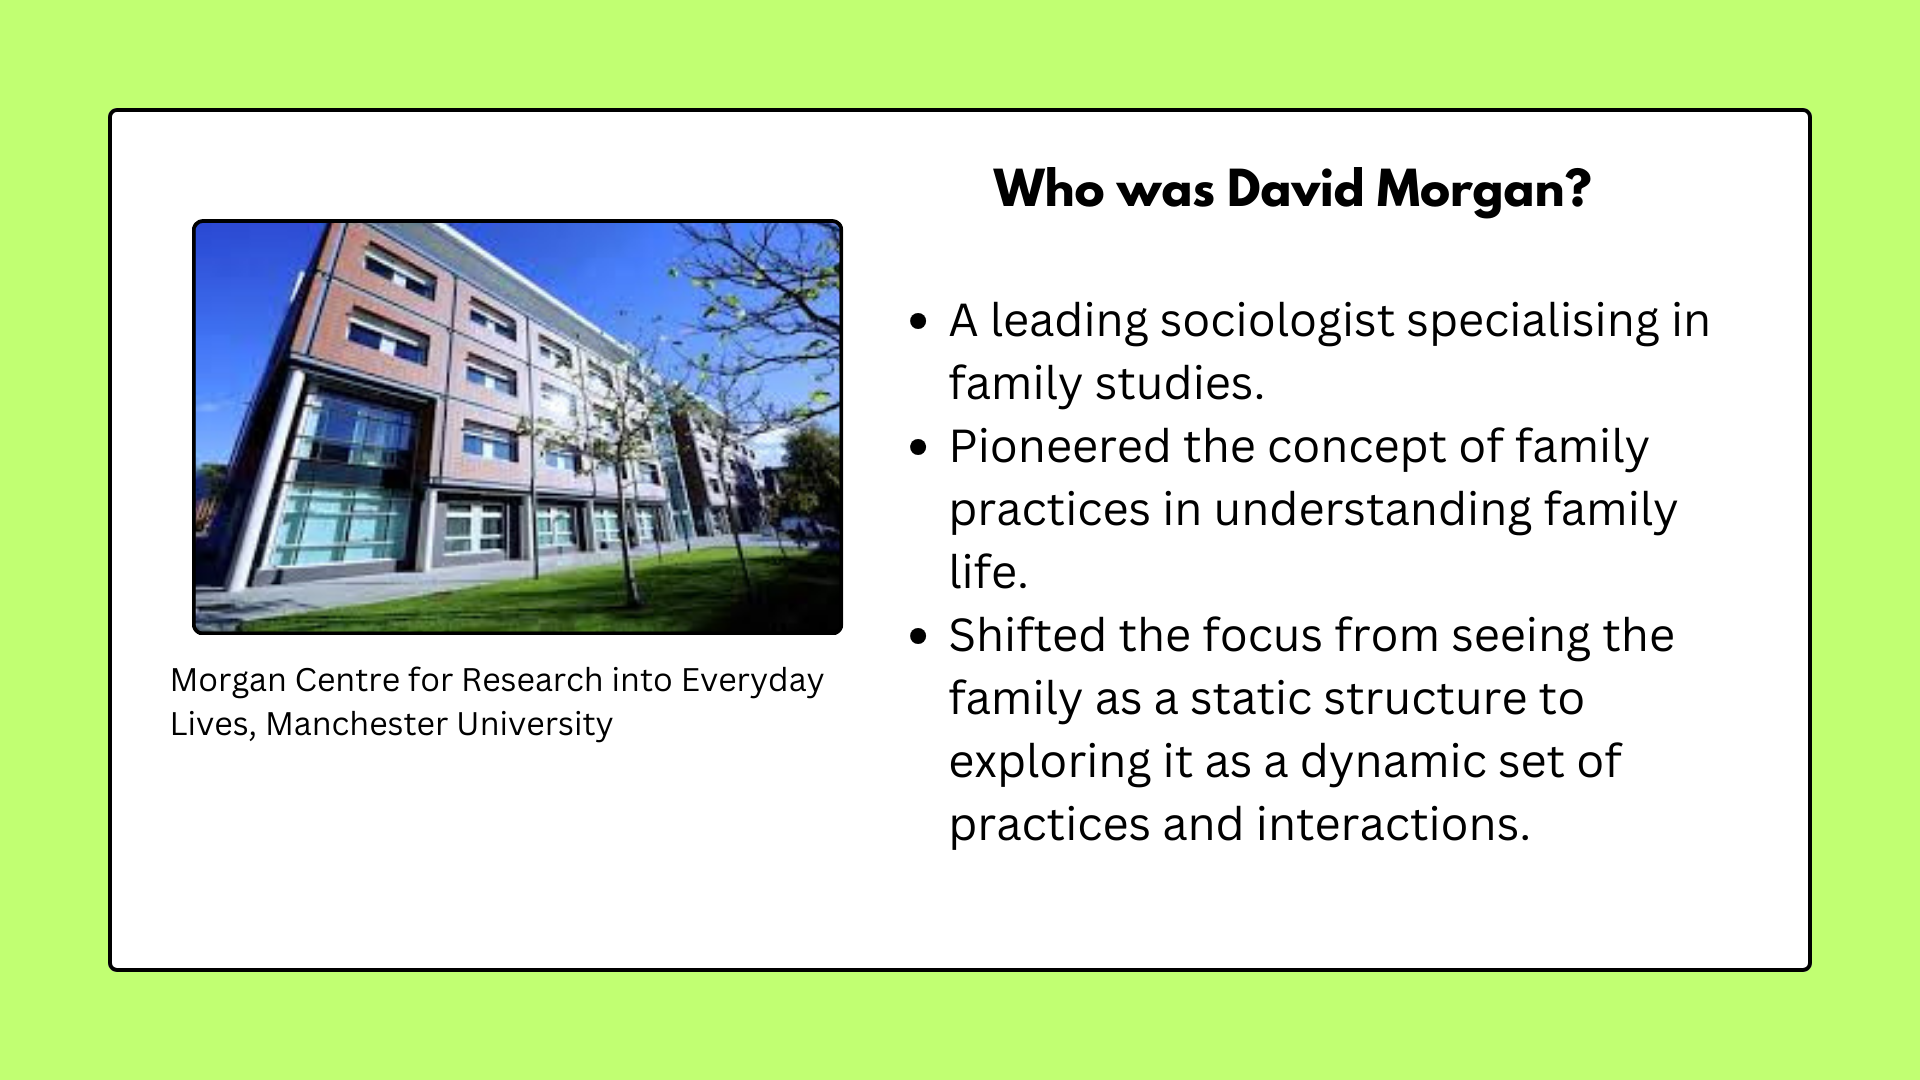 Who was David Morgan?
• A leading sociologist specialising in
family studies.
• Pioneered the concept of family
practices in understanding family
life.
• Shifted the focus from seeing the
family as a static structure to
exploring it as a dynamic set of
practices and interactions.
Morgan Centre for Research into Everyday
Lives, Manchester University